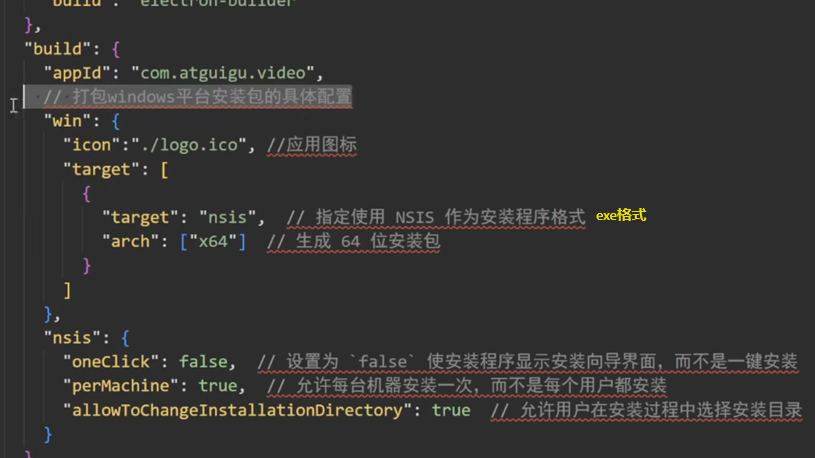 "build": "electron-builder"
},
"build": {
"appId": "com.atguigu.video",
// 打包windows平台安装包的具体配置
"win": {
"icon":"./logo.ico", //应用图标
"target": [
{
"target": "nsis", // 指定使用 NSIS 作为安装程序格式 exe格式
"arch": ["x64"] // 生成 64 位安装包
}
]
},
"nsis": {
"oneClick": false, // 设置为 `false` 使安装程序显示安装向导界面，而不是一键安装
"perMachine": true, // 允许每台机器安装一次，而不是每个用户都安装
"allowToChangeInstallationDirectory": true // 允许用户在安装过程中选择安装目录
}
}